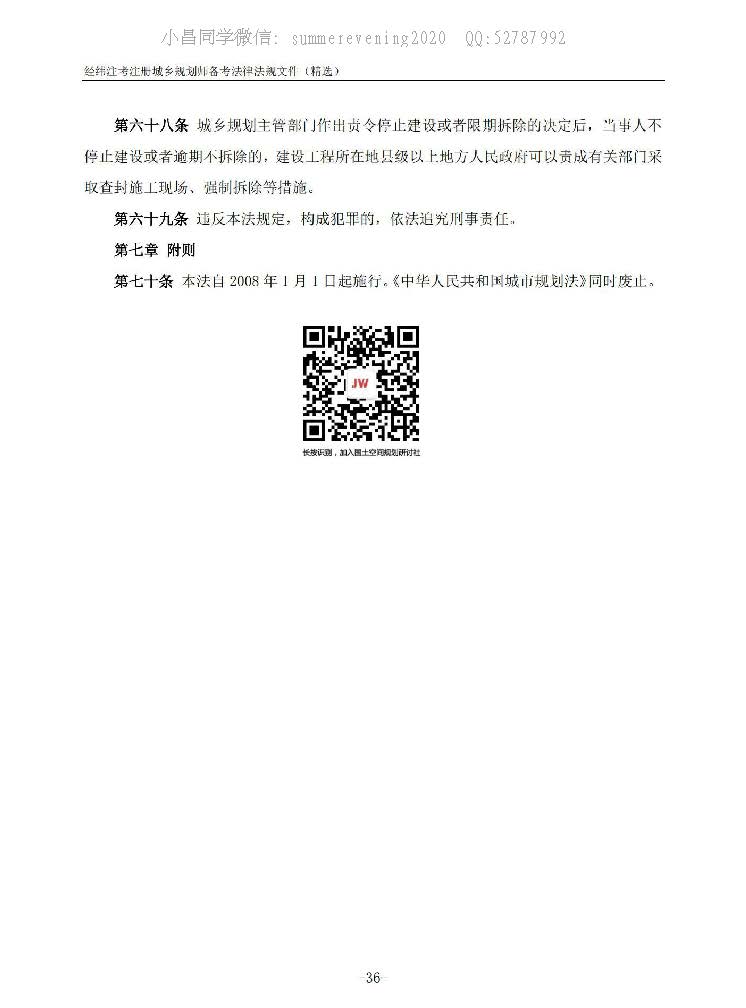 小昌同学微信: summerevening2020 QQ:52787992
经纬注考注册城乡规划师备考法律法规文件（精选）
第六十八条 城乡规划主管部门作出责令停止建设或者限期拆除的决定后，当事人不
停止建设或者逾期不拆除的，建设工程所在地县级以上地方人民政府可以责成有关部门采
取查封施工现场、强制拆除等措施。
第六十九条 违反本法规定，构成犯罪的，依法追究刑事责任。
第七章 附则
第七十条 本法自 2008 年 1 月 1 日起施行。《中华人民共和国城市规划法》同时废止。
JW
长按识别，加入国土空间规划研讨社
-36-